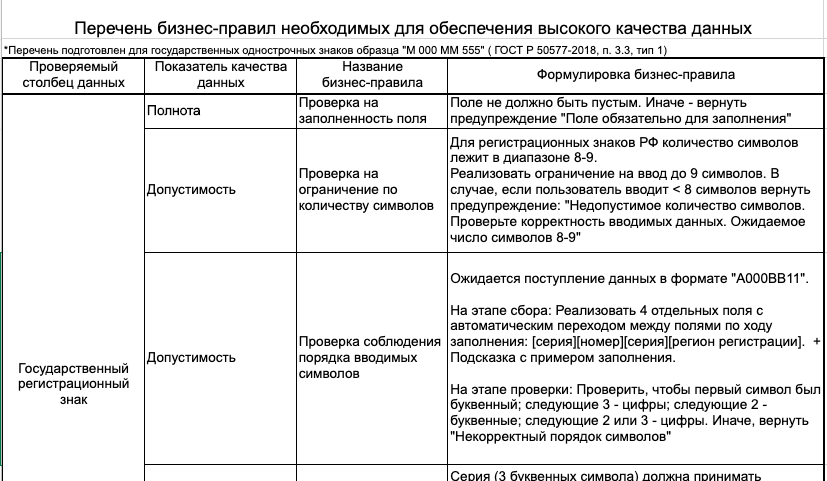 Перечень бизнес-правил необходимых для обеспечения высокого качества данных
*Перечень подготовлен для государственных однострочных знаков образца "М 000 ММ 555" ( ГОСТ Р 50577-2018, п. 3.3, тип 1)
Проверяемый
столбец данных
Показатель качества
данных
Название
бизнес-правила
Формулировка бизнес-правила
Полнота
Проверка на
заполненность поля
Поле не должно быть пустым. Иначе - вернуть
предупреждение "Поле обязательно для заполнения"
Допустимость
Проверка на
ограничение по
количеству символов
Для регистрационных знаков РФ количество символов
лежит в диапазоне 8-9.
Реализовать ограничение на ввод до 9 символов. В
случае, если пользователь вводит < 8 символов вернуть
предупреждение: "Недопустимое количество символов.
Проверьте корректность вводимых данных. Ожидаемое
число символов 8-9"
Государственный
регистрационный
знак
Допустимость
Проверка соблюдения
порядка вводимых
символов
Ожидается поступление данных в формате "А000ВВ11".
На этапе сбора: Реализовать 4 отдельных поля с
автоматическим переходом между полями по ходу
заполнения: [серия][номер][серия][регион регистрации]. +
Подсказка с примером заполнения.
На этапе проверки: Проверить, чтобы первый символ был
буквенный; следующие 3 - цифры; следующие 2 -
буквенные; следующие 2 или 3 - цифры. Иначе, вернуть
"Некорректный порядок символов"
Серия (3 буквенных символа) должна принимать